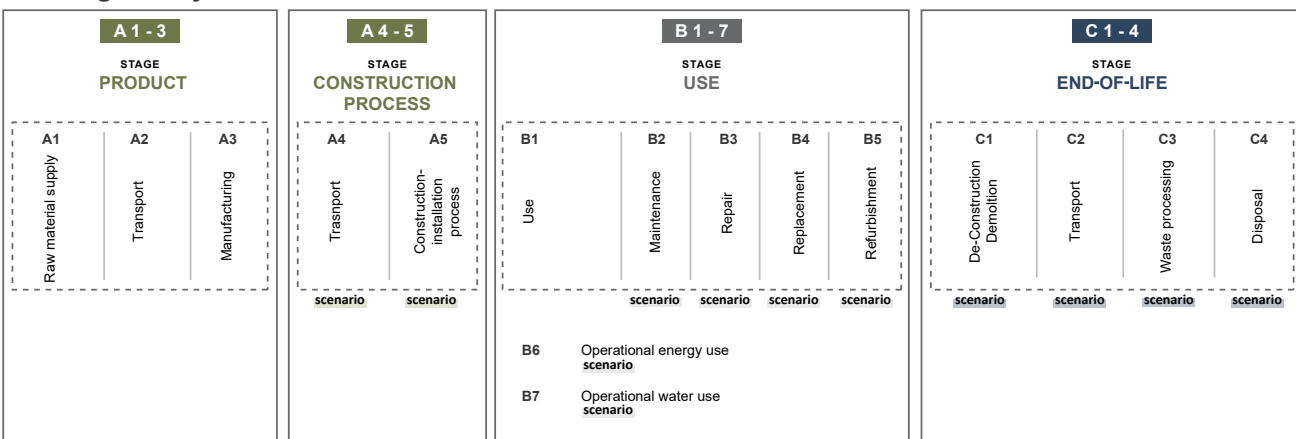 A 1 - 3
STAGE
PRODUCT
A1
A2
A3
Raw material supply
Transport
Manufacturing
A 4 - 5
STAGE
CONSTRUCTION
PROCESS
A4
A5
Trasnport
Construction-
installation
process
scenario
scenario
B 1 - 7
STAGE
USE
B1
B2
B3
B4
B5
Use
Maintenance
Repair
Replacement
Refurbishment
scenario
scenario
scenario
scenario
B6
Operational energy use
scenario
B7
Operational water use
scenario
C 1 - 4
STAGE
END-OF-LIFE
C1
C2
C3
C4
De-Construction
Demoltion
Transport
Waste processing
Disposal
scenario
scenario
scenario
scenario